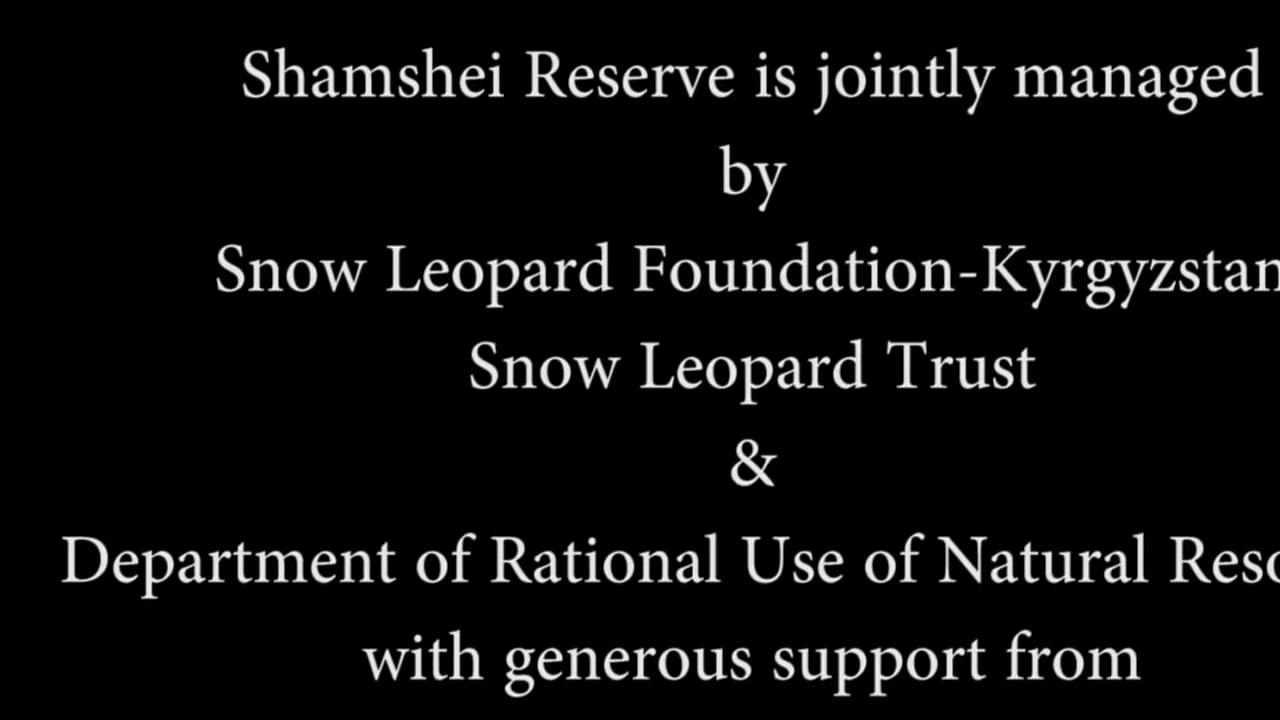 Shamshei Reserve is jointly managed
by
Snow Leopard Foundation-Kyrgyzstan
Snow Leopard Trust
&
Department of Rational Use of Natural
with generous support from